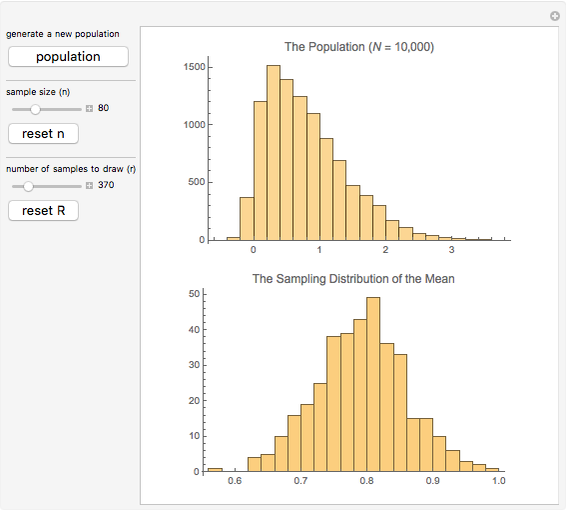 generate a new population
population
sample size (n)
80
reset n
number of samples to draw (r)
370
reset R
The Population (N = 10,000)
1500
1000
500
0
0 1 2 3
The Sampling Distribution of the Mean
50
40
30
20
10
0
0.6 0.7 0.8 0.9 1.0